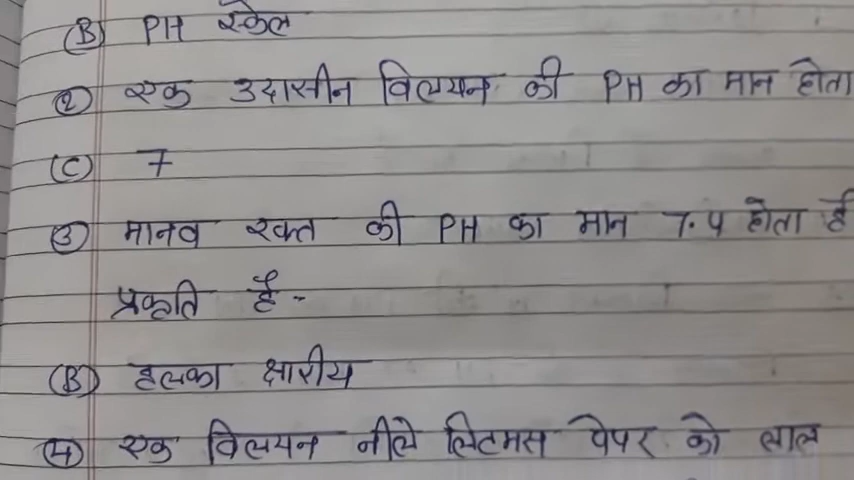 (B) PH स्केल
(2) एक उदासीन विलयन की PH का मान होता
(C) 7
(3) मानव रक्त की PH का मान 7.4 होता है
प्रकृति है -
(B) हलका क्षारीय
(4) एक विलयन नीले लिटमस पेपर को लाल